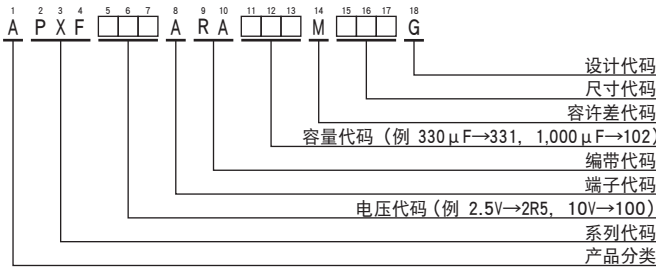 1 2 3 4 5 6 7 8 9 10 11 12 13 14 15 16 17 18
A P X F □□□ A R A □□□ M □□□ G
设计代码
尺寸代码
容许差代码
容量代码 (例 330μF→331, 1,000μF→102)
编带代码
端子代码
电压代码 (例 2.5V→2R5, 10V→100)
系列代码
产品分类